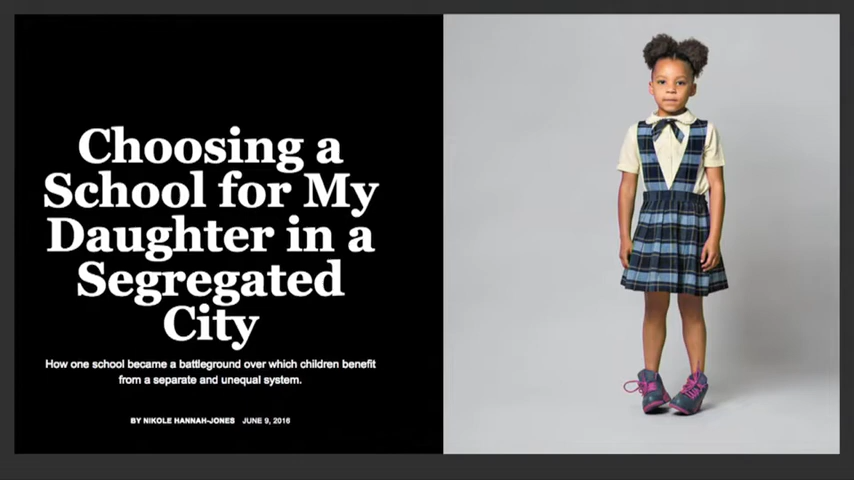 Choosing a
School for My
Daughter in a
Segregated
City
How one school became a battleground over which children benefit
from a separate and unequal system.
BY NIKOLE HANNAH-JONES JUNE 9, 2016